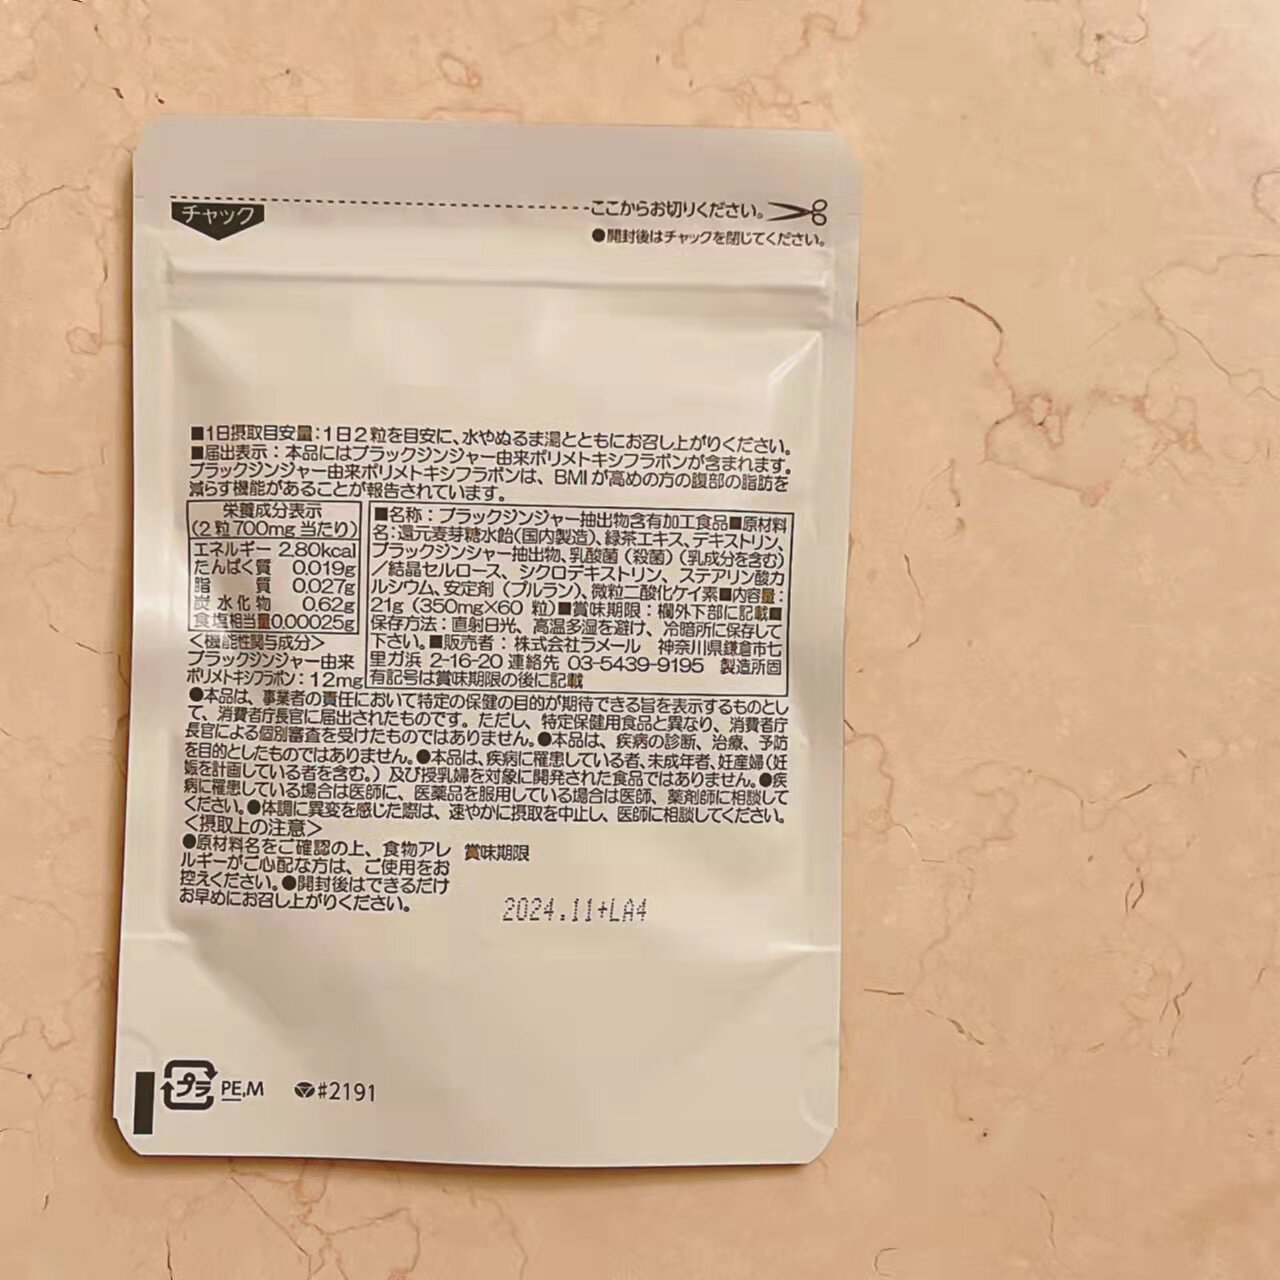 チャック
ここからお切りください。
●開封後はチャックを閉じてください。
■1日摂取目安量:1日2粒を目安に、水やぬるま湯とともにお召し上がりください。
■届出表示:本品にはブラックジンジャー由来ポリメトキシフラボンが含まれます。
ブラックジンジャー由来ポリメトキシフラボンは、BMIが高めの方の腹部の脂肪を
減らす機能があることが報告されています。
栄養成分表示
(2粒700mg当たり)
エネルギー 2.80kcal
たんぱく質 0.019g
脂質 0.027g
炭水化物 0.62g
食塩相当量0.00025g
<機能性関与成分>
ブラックジンジャー由来
ポリメトキシフラボン:12mg
■名称:ブラックジンジャー抽出物含有加工食品■原材料
名:還元麦芽糖水飴(国内製造)、緑茶エキス、デキストリン、
ブラックジンジャー抽出物、乳酸菌(殺菌)(乳成分を含む)
/結晶セルロース、シクロデキストリン、ステアリン酸カ
ルシウム、安定剤(プルラン)、微粒二酸化ケイ素■内容量:
21g(350mg×60粒)■賞味期限:欄外下部に記載■
保存方法:直射日光、高温多湿を避け、冷暗所に保存して
下さい。■販売者:株式会社ラメール 神奈川県鎌倉市七
里ガ浜 2-16-20 連絡先 03-5439-9195 製造所固
有記号は賞味期限の後に記載
●本品は、事業者の責任において特定の保健の目的が期待できる旨を表示するものとし
て、消費者庁長官に届出されたものです。ただし、特定保健用食品と異なり、消費者庁
長官による個別審査を受けたものではありません。●本品は、疾病の診断、治療、予防
を目的としたものではありません。●本品は、疾病に罹患している者、未成年者、妊産婦(妊
娠を計画している者を含む。)及び授乳婦を対象に開発された食品ではありません。●疾
病に罹患している場合は医師に、医薬品を服用している場合は医師、薬剤師に相談して
ください。●体調に異変を感じた際は、速やかに摂取を中止し、医師に相談してください。
<摂取上の注意>
●原材料名をご確認の上、食物アレ
ルギーがご心配な方は、ご使用をお
控えください。●開封後はできるだけ
お早めにお召し上がりください。
賞味期限
2024.11+LA4
プラ PE,M #2191